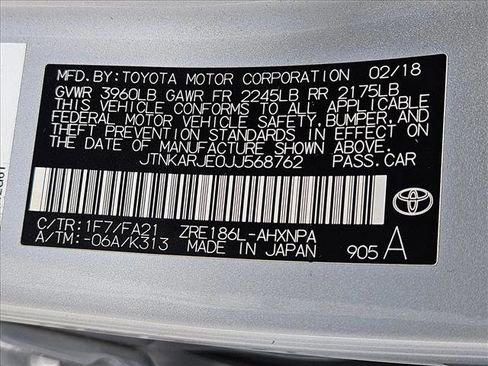 MFD.BY:TOYOTA MOTOR CORPORATION 02/18
GVWR 3960LB GAWR FR 2245LB RR 2175LB
THIS VEHICLE CONFORMS TO ALL APPLICABLE
FEDERAL MOTOR VEHICLE SAFETY, BUMPER, AND
THEFT PREVENTION STANDARDS IN EFFECT ON
THE DATE OF MANUFACTURE SHOWN ABOVE.
JTNKARJE0JJ568762 PASS.CAR
C/TR:1F7/FA21 ZRE186L-AHXNPA
A/TM:-06A/K313 MADE IN JAPAN 905 A